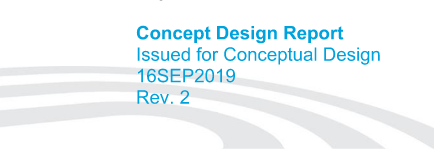 Concept Design Report
Issued for Conceptual Design
16SEP2019
Rev. 2